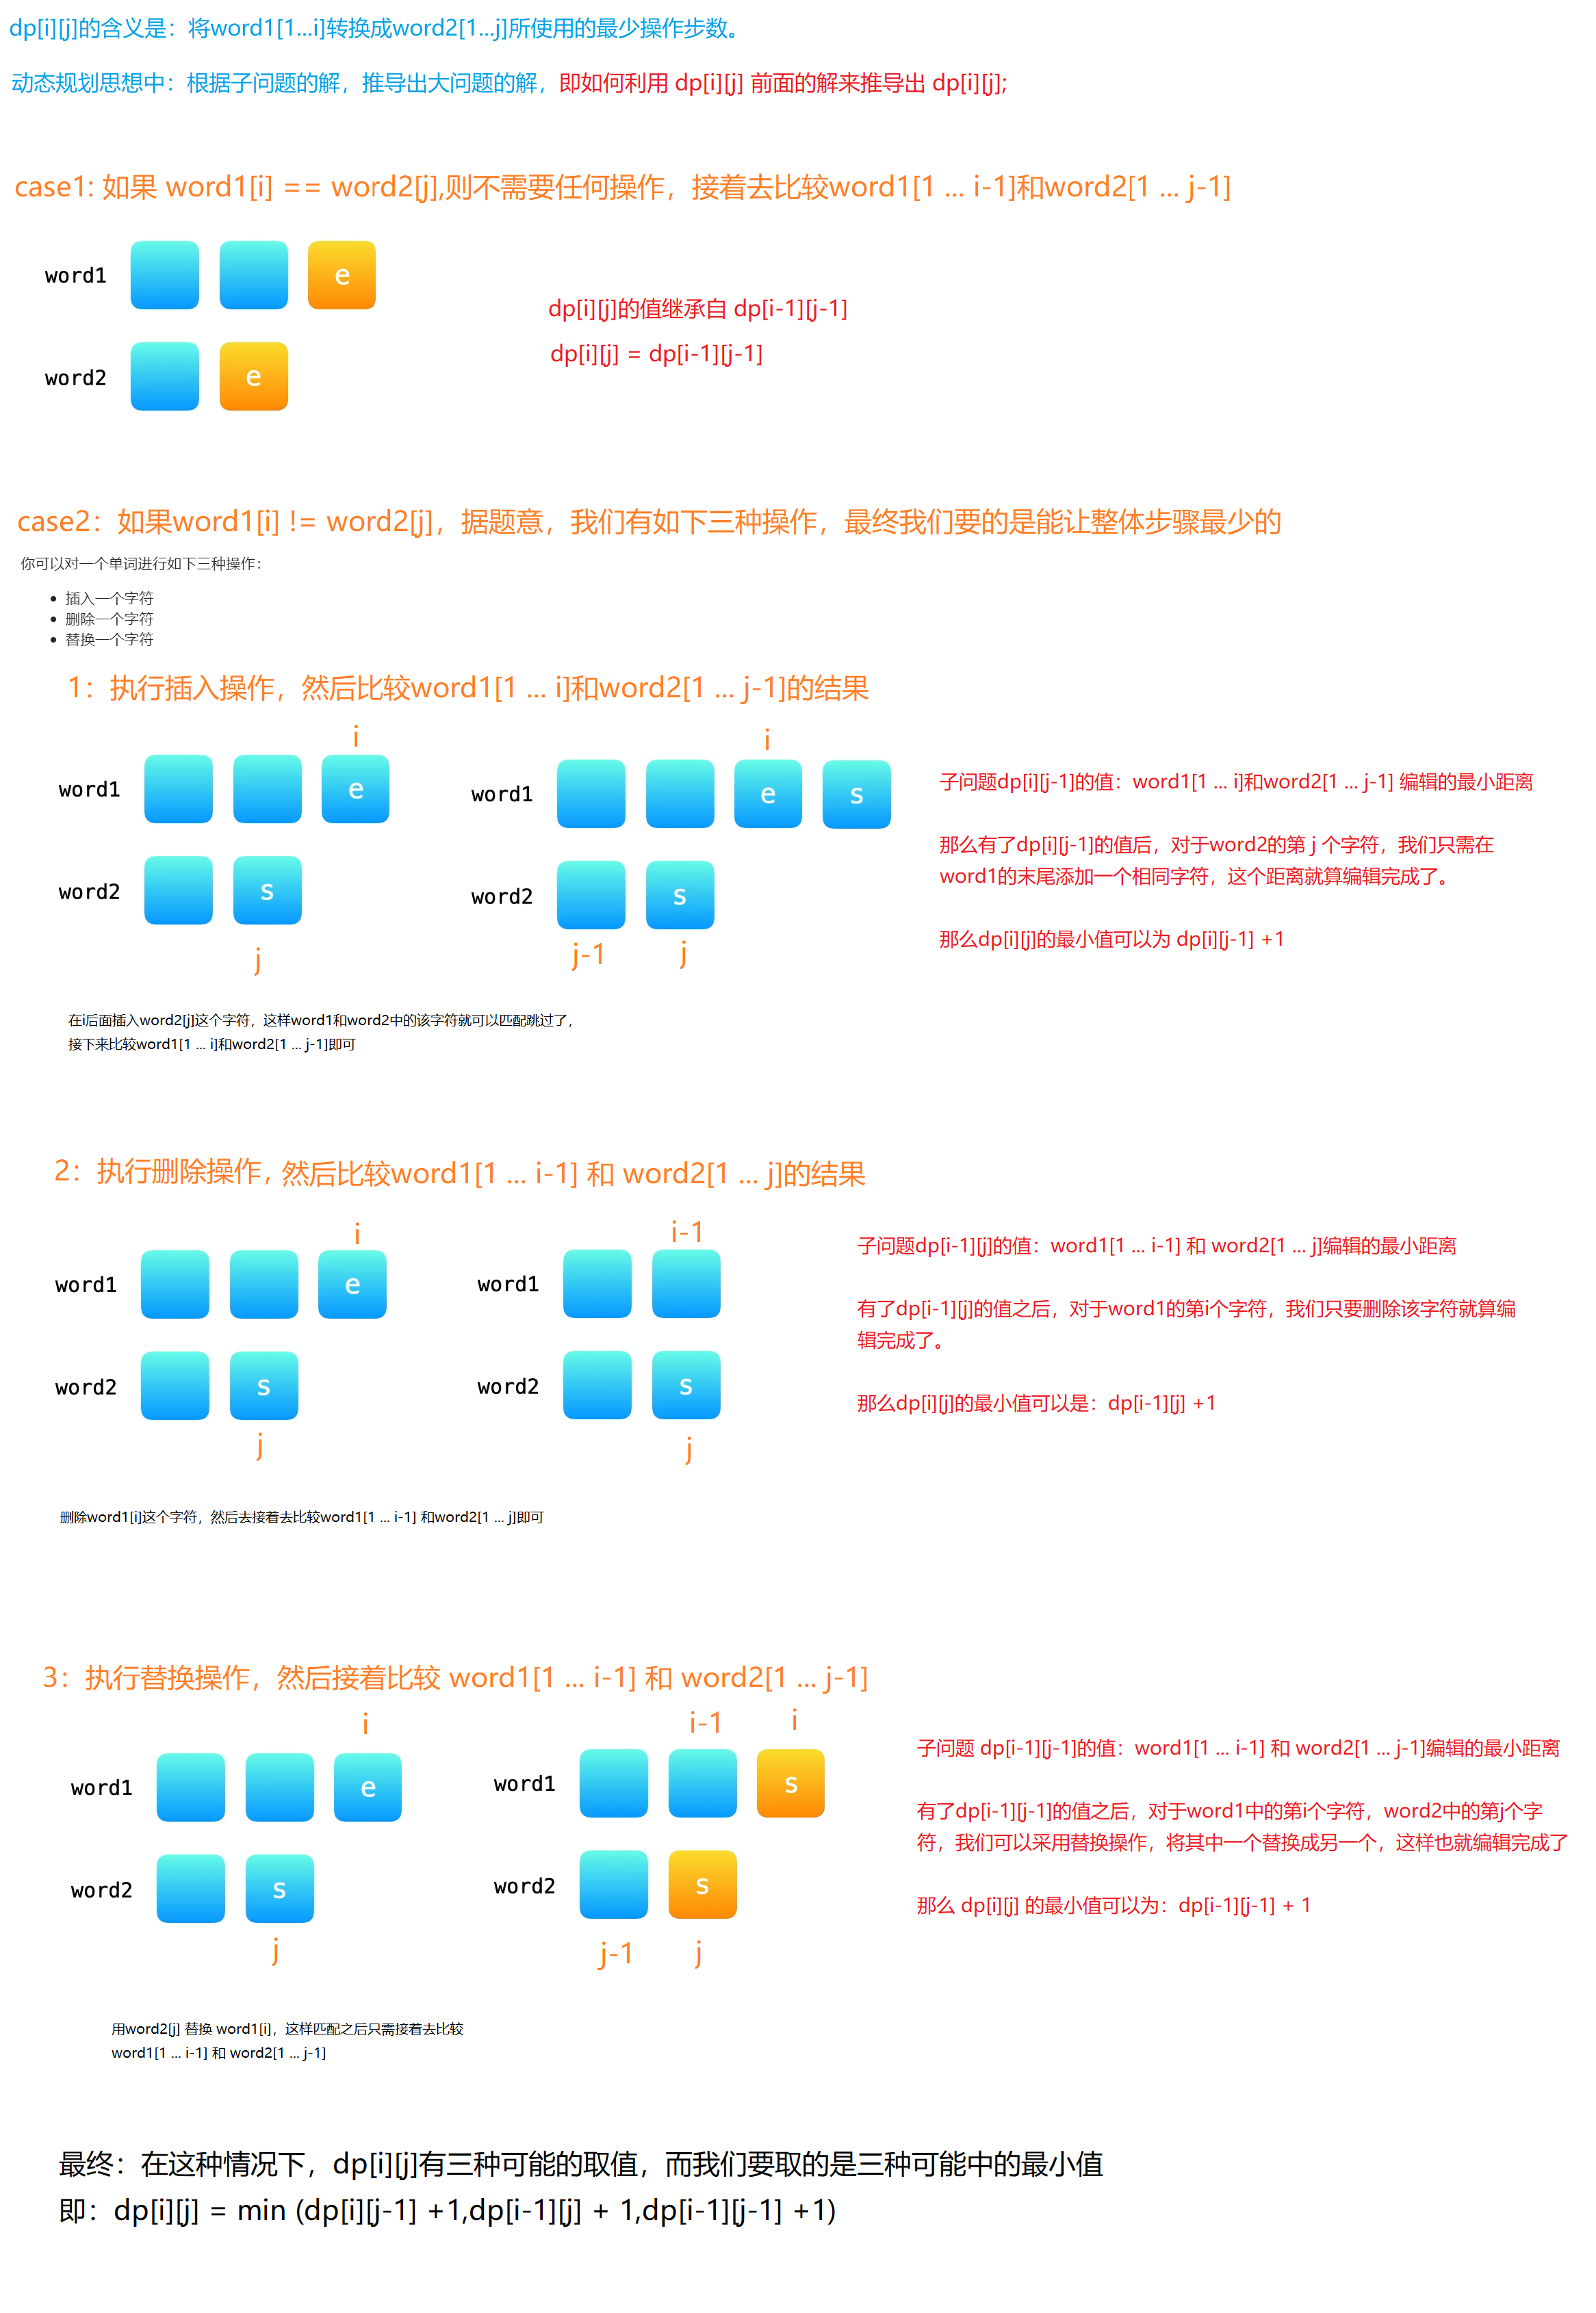 dp[i][j]的含义是：将word1[1...i]转换成word2[1...j]所使用的最少操作步数。
动态规划思想中：根据子问题的解，推导出大问题的解，即如何利用 dp[i][j] 前面的解来推导出 dp[i][j];
case1: 如果 word1[i] == word2[j],则不需要任何操作，接着去比较word1[1 ... i-1]和word2[1 ... j-1]
word1 e
word2 e
dp[i][j]的值继承自 dp[i-1][j-1]
dp[i][j] = dp[i-1][j-1]
case2：如果word1[i] != word2[j]，据题意，我们有如下三种操作，最终我们要的是能让整体步骤最少的
你可以对一个单词进行如下三种操作：
• 插入一个字符
• 删除一个字符
• 替换一个字符
1：执行插入操作，然后比较word1[1 ... i]和word2[1 ... j-1]的结果
i
word1 e
word2 s
j
i
word1 e s
word2 s
j-1 j
子问题dp[i][j-1]的值：word1[1 ... i]和word2[1 ... j-1] 编辑的最小距离
那么有了dp[i][j-1]的值后，对于word2的第 j 个字符，我们只需在
word1的末尾添加一个相同字符，这个距离就算编辑完成了。
那么dp[i][j]的最小值可以为 dp[i][j-1] +1
在i后面插入word2[j]这个字符，这样word1和word2中的该字符就可以匹配跳过了，
接下来比较word1[1 ... i]和word2[1 ... j-1]即可
2：执行删除操作，然后比较word1[1 ... i-1] 和 word2[1 ... j]的结果
i
word1 e
word2 s
j
i-1
word1
word2 s
j
子问题dp[i-1][j]的值：word1[1 ... i-1] 和 word2[1 ... j]编辑的最小距离
有了dp[i-1][j]的值之后，对于word1的第i个字符，我们只要删除该字符就算编
辑完成了。
那么dp[i][j]的最小值可以是：dp[i-1][j] +1
删除word1[i]这个字符，然后去接着去比较word1[1 ... i-1] 和word2[1 ... j]即可
3：执行替换操作，然后接着比较 word1[1 ... i-1] 和 word2[1 ... j-1]
i
word1 e
word2 s
j
i-1 i
word1 s
word2 s
j-1 j
子问题 dp[i-1][j-1]的值：word1[1 ... i-1] 和 word2[1 ... j-1]编辑的最小距离
有了dp[i-1][j-1]的值之后，对于word1中的第i个字符，word2中的第j个字
符，我们可以采用替换操作，将其中一个替换成另一个，这样也就编辑完成了
那么 dp[i][j] 的最小值可以为：dp[i-1][j-1] + 1
用word2[j] 替换 word1[i]，这样匹配之后只需接着去比较
word1[1 ... i-1] 和 word2[1 ... j-1]
最终：在这种情况下，dp[i][j]有三种可能的取值，而我们要取的是三种可能中的最小值
即：dp[i][j] = min (dp[i][j-1] +1,dp[i-1][j] + 1,dp[i-1][j-1] +1)